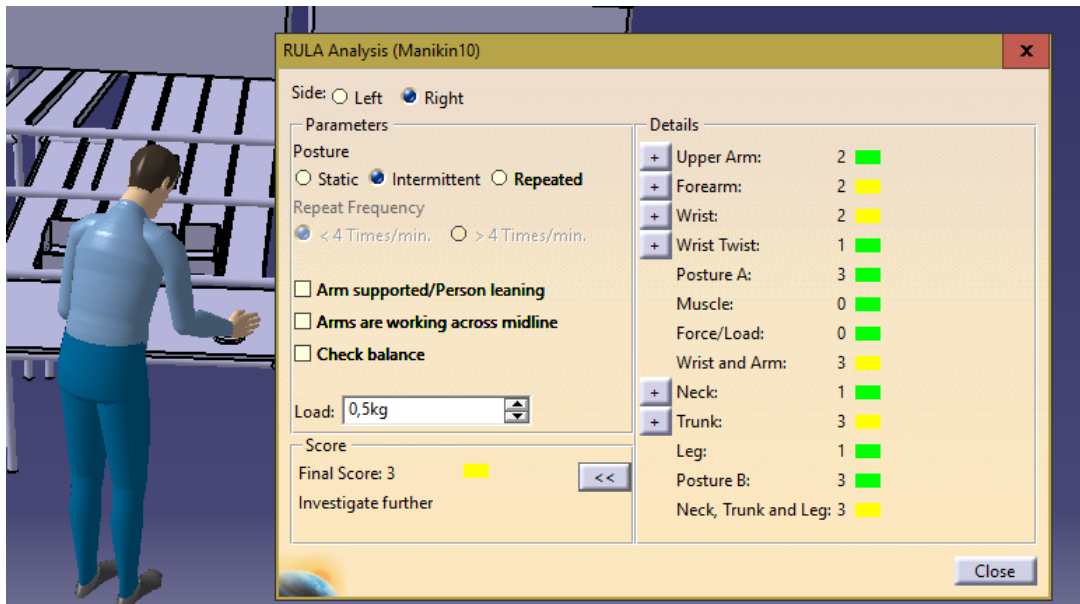 RULA Analysis (Manikin10)
x
Side: Left Right
Parameters
Posture
Static Intermittent Repeated
Repeat Frequency
< 4 Times/min. > 4 Times/min.
Arm supported/Person leaning
Arms are working across midline
Check balance
Load: 0,5kg
Score
Final Score: 3
<<
Investigate further
Details
+ Upper Arm: 2
+ Forearm: 2
+ Wrist: 2
+ Wrist Twist: 1
Posture A: 3
Muscle: 0
Force/Load: 0
Wrist and Arm: 3
+ Neck: 1
+ Trunk: 3
Leg: 1
Posture B: 3
Neck, Trunk and Leg: 3
Close